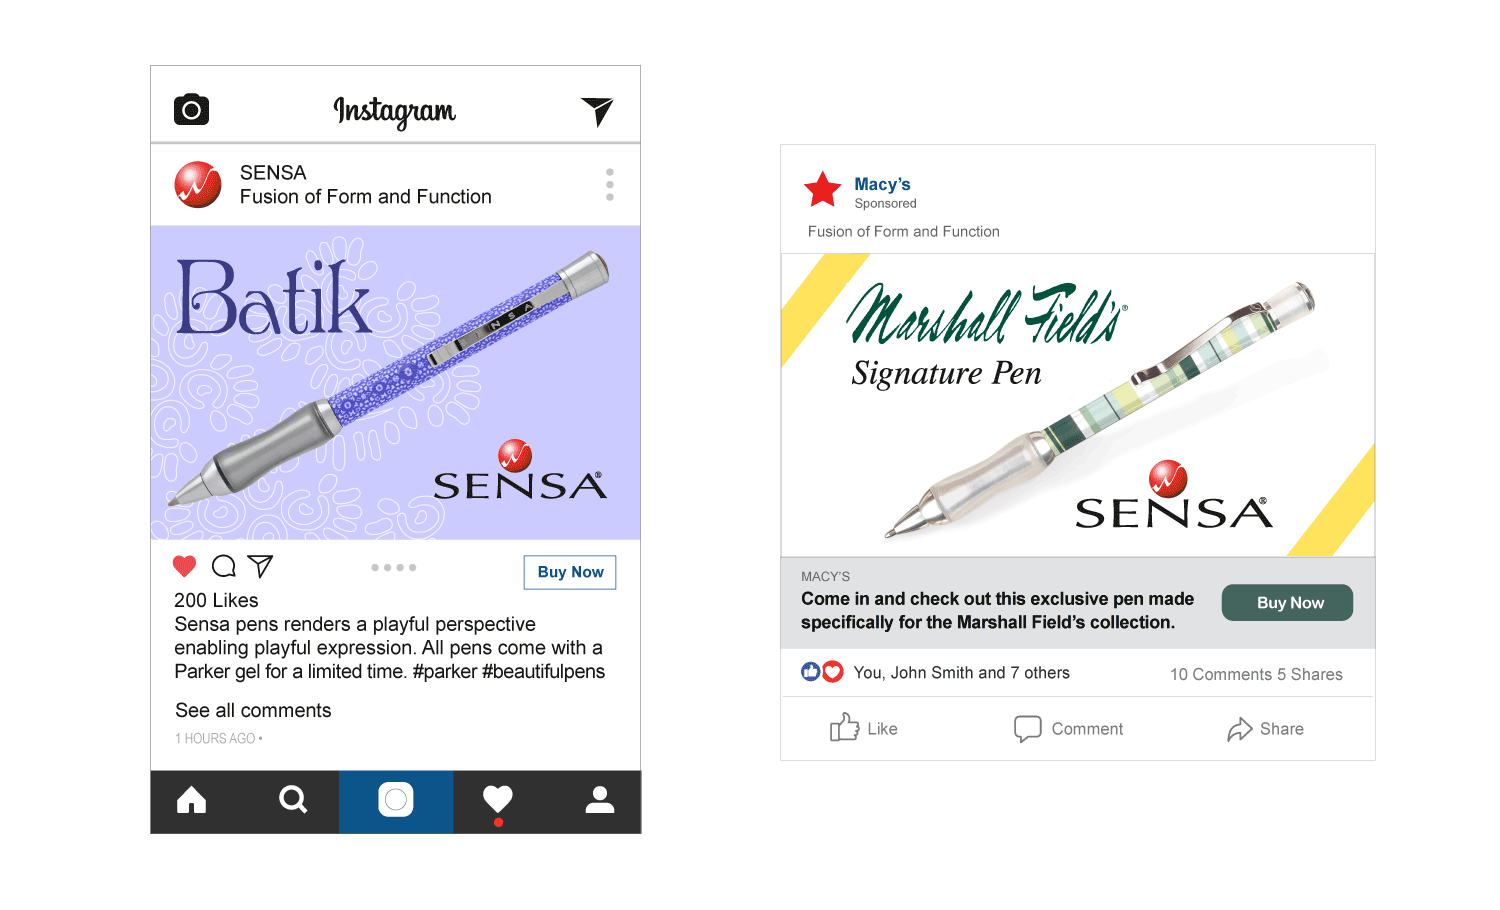 Instagram
SENSA
Fusion of Form and Function
Batik
SENSA®
200 Likes
Buy Now
Sensa pens renders a playful perspective
enabling playful expression. All pens come with a
Parker gel for a limited time. #parker #beautifulpens
See all comments
1 HOURS AGO •
Macy's
Sponsored
Fusion of Form and Function
Marshall Field's®
Signature Pen
SENSA®
MACY'S
Come in and check out this exclusive pen made
specifically for the Marshall Field's collection.
Buy Now
You, John Smith and 7 others
10 Comments 5 Shares
Like
Comment
Share